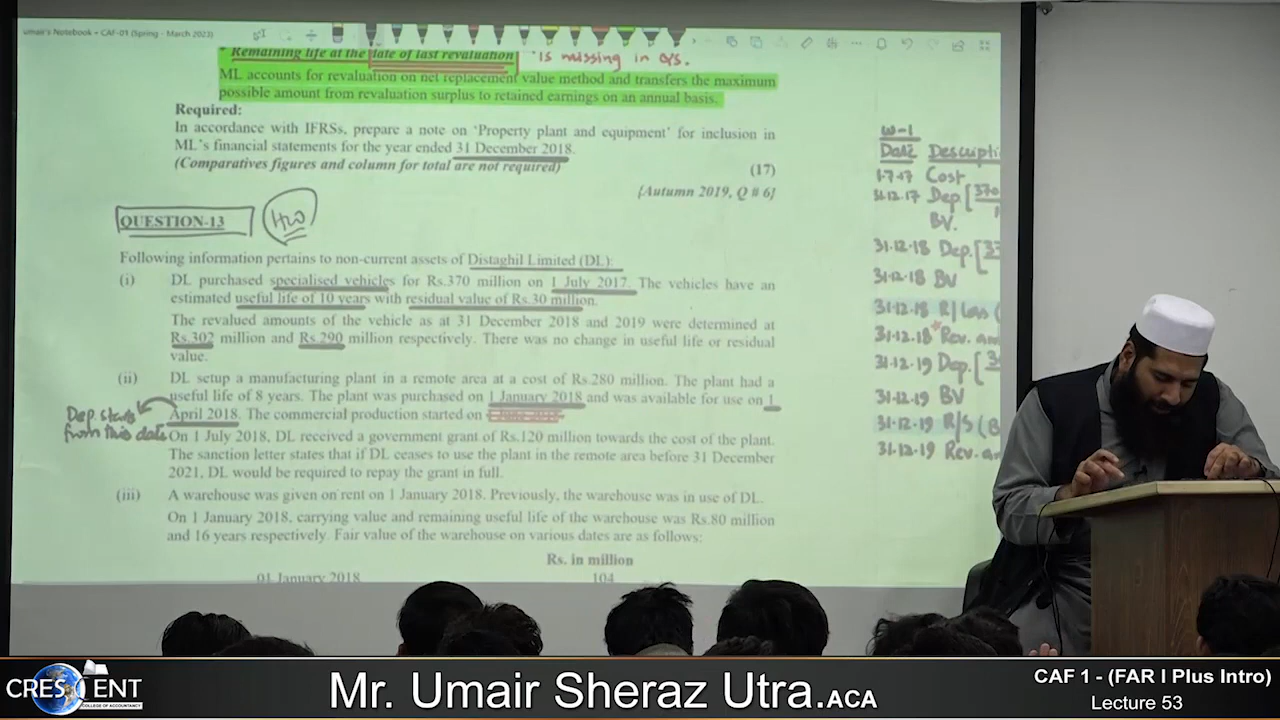 umair's Notebook - CAF-01 (Spring - March 2023)
* Remaining life at the date of last revaluation * is missing in Q/S.
ML accounts for revaluation on net replacement value method and transfers the maximum
possible amount from revaluation surplus to retained earnings on an annual basis.
Required:
In accordance with IFRSs, prepare a note on 'Property plant and equipment' for inclusion in
ML's financial statements for the year ended 31 December 2018.
(Comparatives figures and column for total are not required) (17)
{Autumn 2019, Q # 6}
QUESTION-13 HW
Following information pertains to non-current assets of Distaghil Limited (DL):
(i) DL purchased specialised vehicles for Rs.370 million on 1 July 2017. The vehicles have an
estimated useful life of 10 years with residual value of Rs.30 million.
The revalued amounts of the vehicle as at 31 December 2018 and 2019 were determined at
Rs.302 million and Rs.290 million respectively. There was no change in useful life or residual
value.
(ii) DL setup a manufacturing plant in a remote area at a cost of Rs.280 million. The plant had a
useful life of 8 years. The plant was purchased on 1 January 2018 and was available for use on 1
April 2018. The commercial production started on
Dep. starts
from this date
On 1 July 2018, DL received a government grant of Rs.120 million towards the cost of the plant.
The sanction letter states that if DL ceases to use the plant in the remote area before 31 December
2021, DL would be required to repay the grant in full.
(iii) A warehouse was given on rent on 1 January 2018. Previously, the warehouse was in use of DL.
On 1 January 2018, carrying value and remaining useful life of the warehouse was Rs.80 million
and 16 years respectively. Fair value of the warehouse on various dates are as follows:
Rs. in million
01 January 2018 104
W-1
Date Descripti
1-7-17 Cost
31.12.17 Dep.[370
BV.
31.12.18 Dep.[37
31.12.18 BV
31.12.18 R/Loss (
31.12.18 Rev. am
31.12.19 Dep.[3
31.12.19 BV
31.12.19 R/S (B
31.12.19 Rev. am
CRESCENT
COLLEGE OF ACCOUNTANCY
Mr. Umair Sheraz Utra.ACA
CAF 1 - (FAR I Plus Intro)
Lecture 53